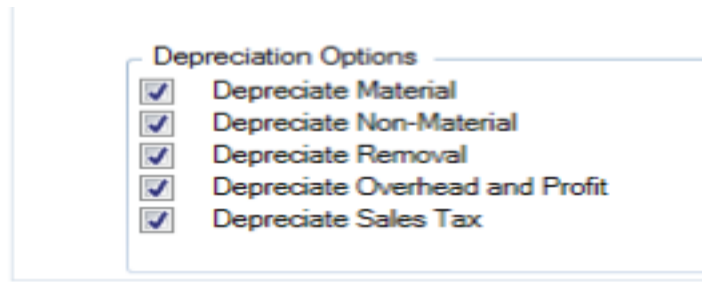 Depreciation Options
Depreciate Material
Depreciate Non-Material
Depreciate Removal
Depreciate Overhead and Profit
Depreciate Sales Tax